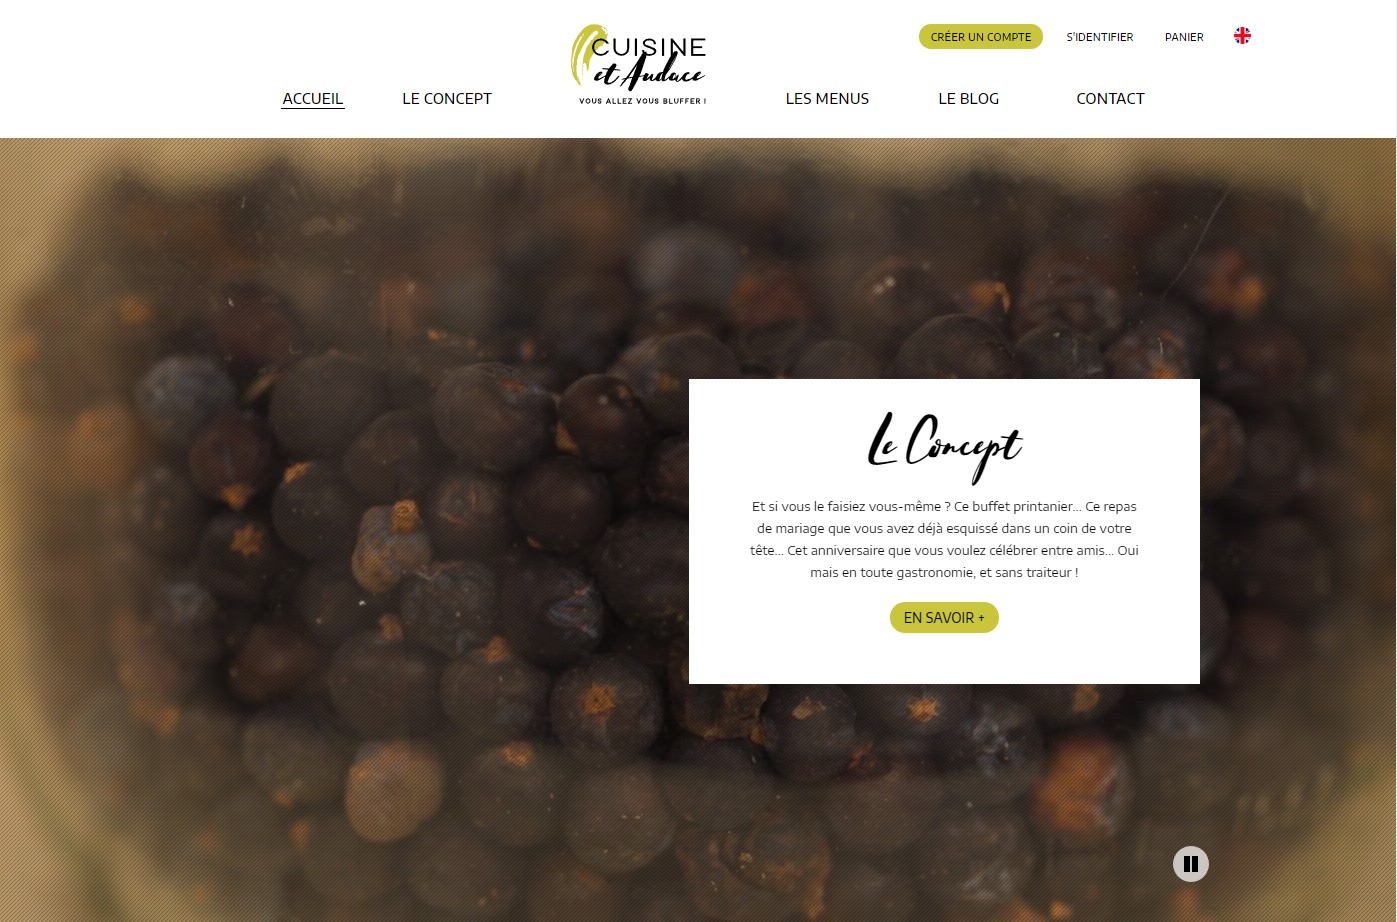 CUISINE
et Audace
VOUS ALLEZ VOUS BLUFFER !
CRÉER UN COMPTE
S'IDENTIFIER
PANIER
ACCUEIL
LE CONCEPT
LES MENUS
LE BLOG
CONTACT
Le Concept
Et si vous le faisiez vous-même ? Ce buffet printanier... Ce repas
de mariage que vous avez déjà esquissé dans un coin de votre
tête... Cet anniversaire que vous voulez célébrer entre amis... Oui
mais en toute gastronomie, et sans traiteur !
EN SAVOIR +